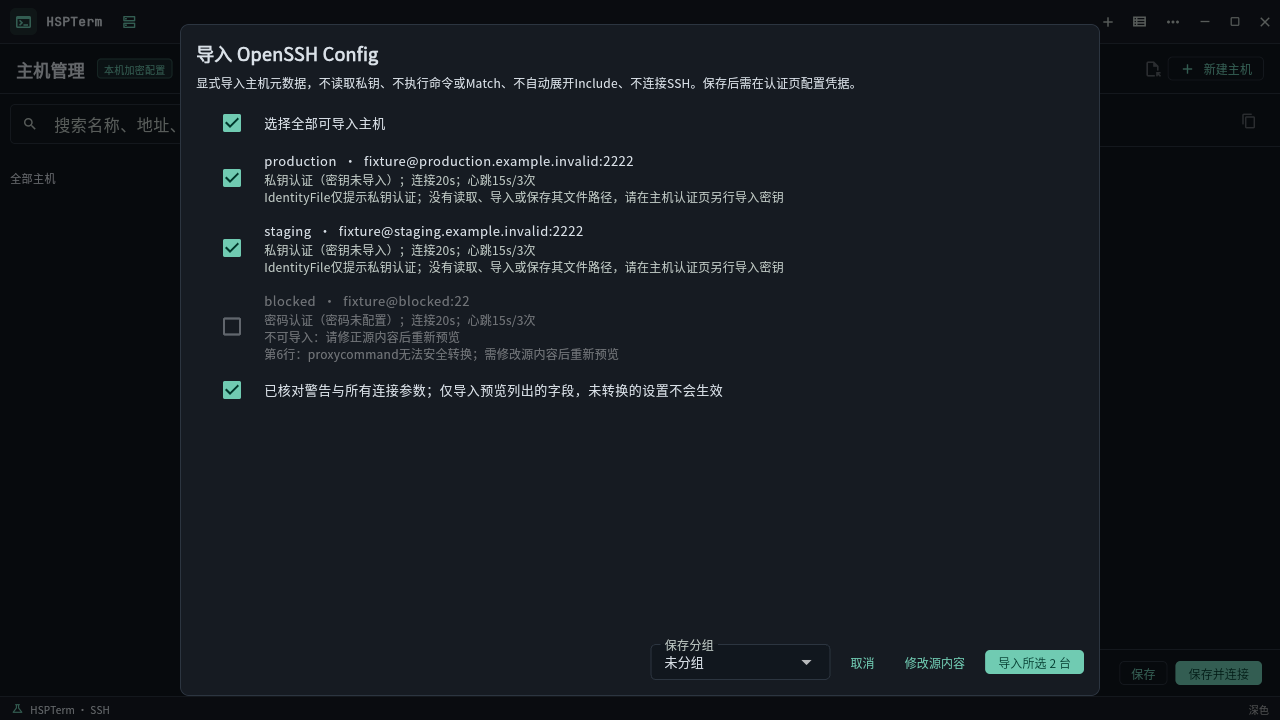 HSPTerm
主机管理
本机加密配置
新建主机
搜索名称、地址、
全部主机
导入 OpenSSH Config
显式导入主机元数据，不读取私钥、不执行命令或Match、不自动展开Include、不连接SSH。保存后需在认证页配置凭据。
选择全部可导入主机
production · fixture@production.example.invalid:2222
私钥认证（密钥未导入）；连接20s；心跳15s/3次
IdentityFile仅提示私钥认证；没有读取、导入或保存其文件路径，请在主机认证页另行导入密钥
staging · fixture@staging.example.invalid:2222
私钥认证（密钥未导入）；连接20s；心跳15s/3次
IdentityFile仅提示私钥认证；没有读取、导入或保存其文件路径，请在主机认证页另行导入密钥
blocked · fixture@blocked:22
密码认证（密码未配置）；连接20s；心跳15s/3次
不可导入：请修正源内容后重新预览
第6行：proxycommand无法安全转换；需修改源内容后重新预览
已核对警告与所有连接参数；仅导入预览列出的字段，未转换的设置不会生效
保存分组
未分组
取消
修改源内容
导入所选 2 台
保存
保存并连接
HSPTerm · SSH
深色